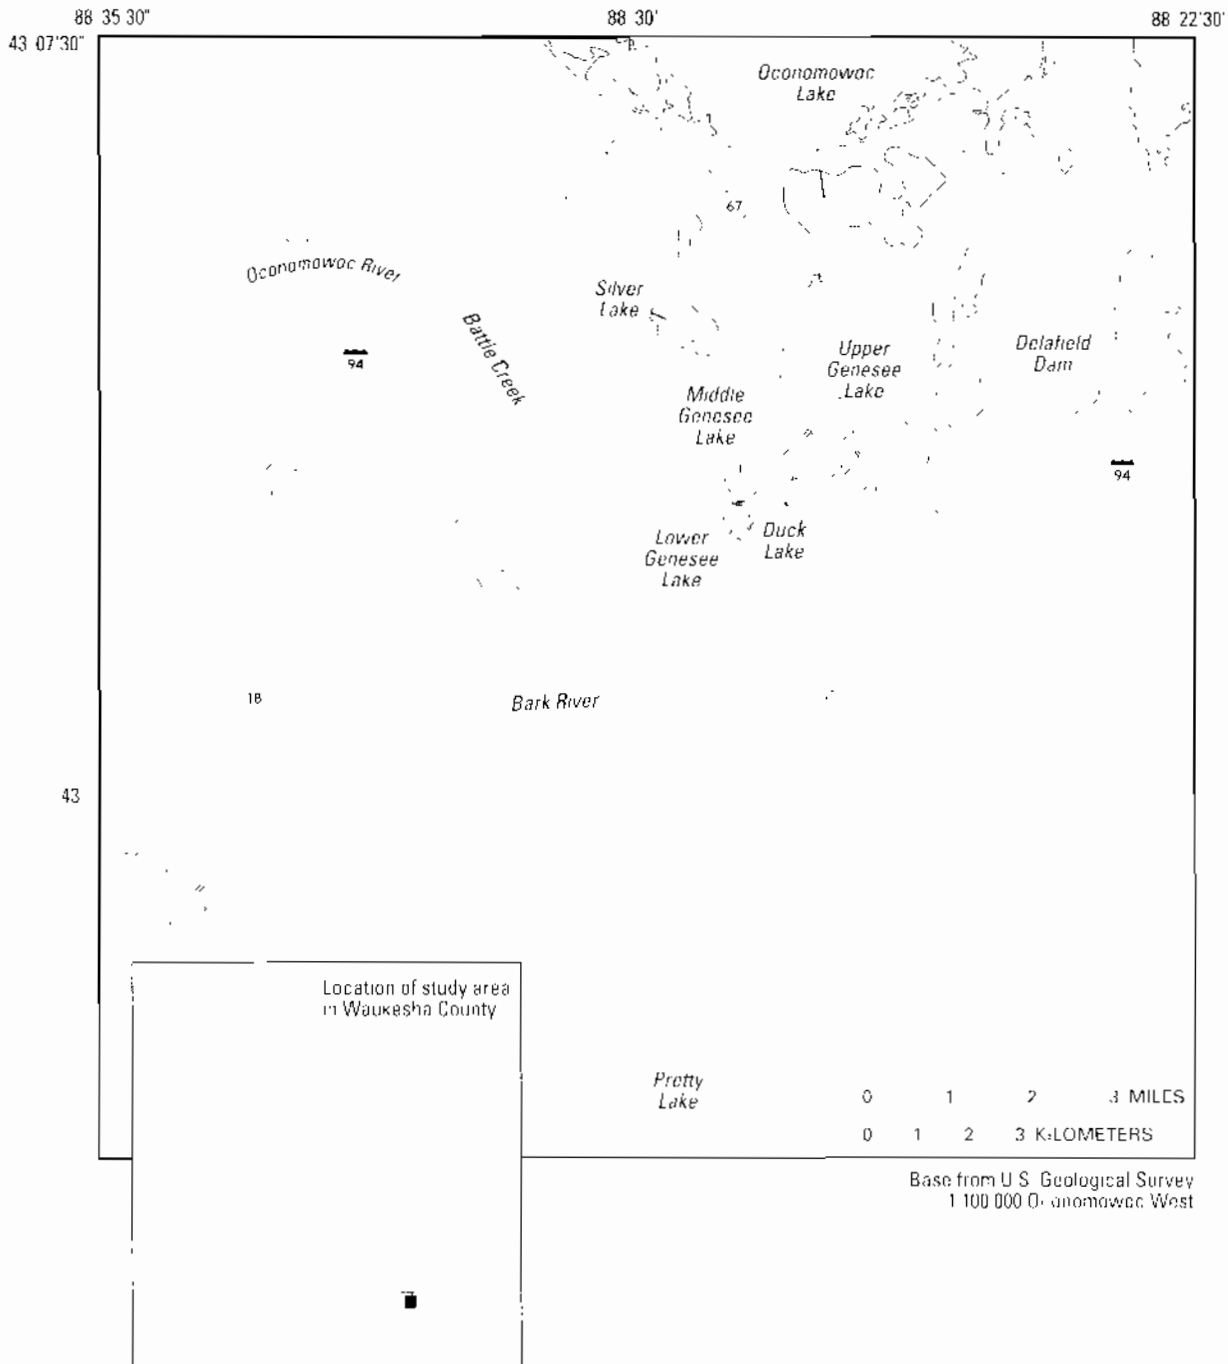 88 35 30"
88 30'
88 22'30'
43 07'30"
Oconomowoc
Lake
67
Oconomowoc River
Silver
Lake
Battle Creek
94
Upper
Genesee
Lake
Delafield
Dam
Middle
Genesee
Lake
94
Lower
Genesee
Lake
Duck
Lake
18
Bark River
43
Location of study area
in Waukesha County
Pretty
Lake
0 1 2 3 MILES
0 1 2 3 KILOMETERS
Base from U S Geological Survey
1 100 000 Oconomowoc West